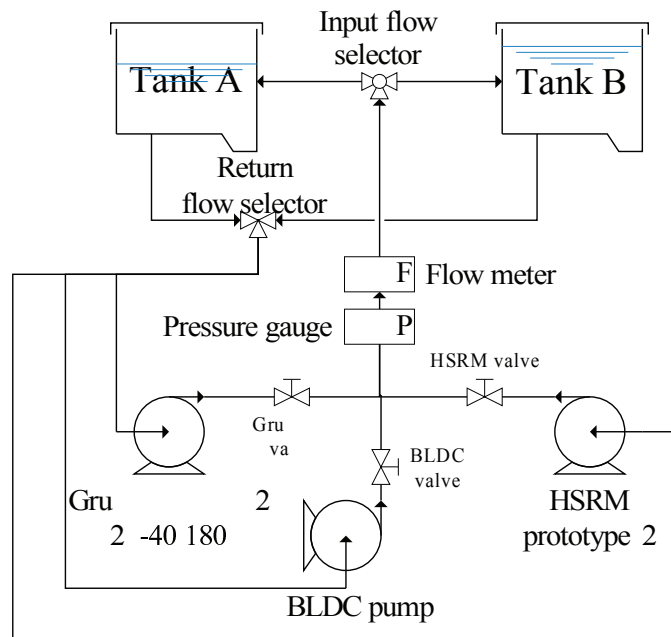 Input flow
selector
Tank A
Tank B
Return
flow selector
F
Flow meter
Pressure gauge
P
HSRM valve
Gru
va
BLDC
valve
Gru 2
2 -40 180
HSRM
prototype 2
BLDC pump